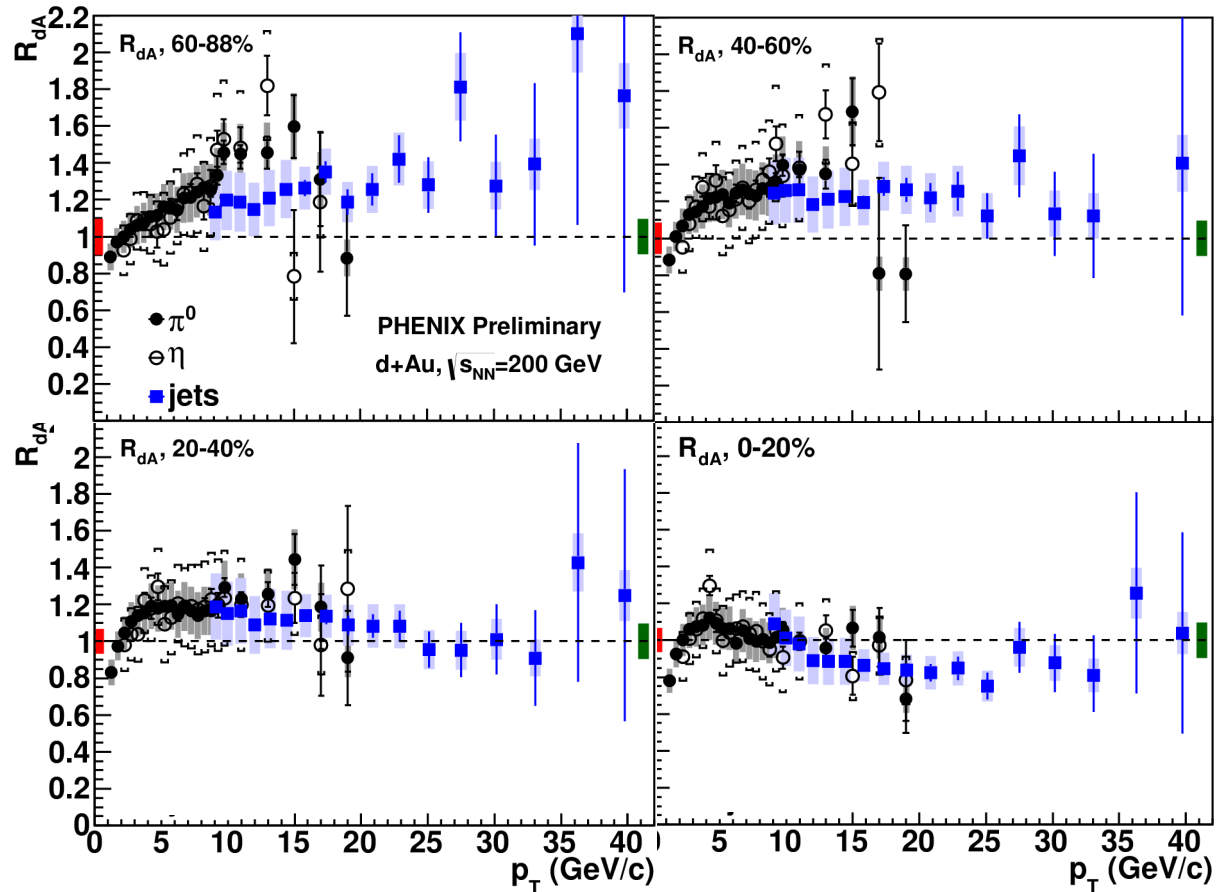 R_dA
2.2
2
1.8
1.6
1.4
1.2
1
0.8
0.6
0.4
0.2
R_dA, 60-88%
π⁰
η
jets
PHENIX Preliminary
d+Au, √s_NN=200 GeV
R_dA, 40-60%
R_dA
2
1.8
1.6
1.4
1.2
1
0.8
0.6
0.4
0.2
0
R_dA, 20-40%
R_dA, 0-20%
0 5 10 15 20 25 30 35 40
p_T (GeV/c)
5 10 15 20 25 30 35 40
p_T (GeV/c)